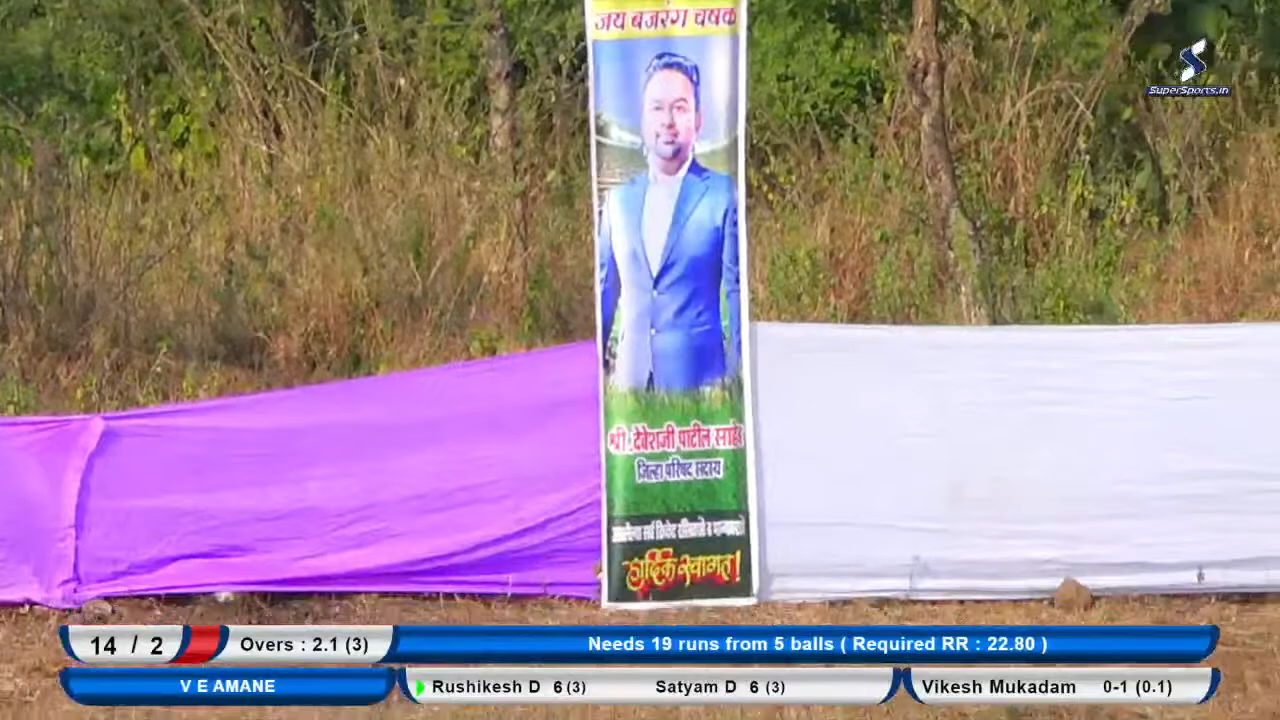 जय बजरंग चषक
SuperSports.in
श्री. देवेशजी पाटील साहेब
जिल्हा परिषद सदस्य
सर्व क्रिकेट
हार्दिक स्वागत!
14 / 2
Overs : 2.1 (3)
Needs 19 runs from 5 balls ( Required RR : 22.80 )
V E AMANE
Rushikesh D 6 (3)
Satyam D 6 (3)
Vikesh Mukadam 0-1 (0.1)